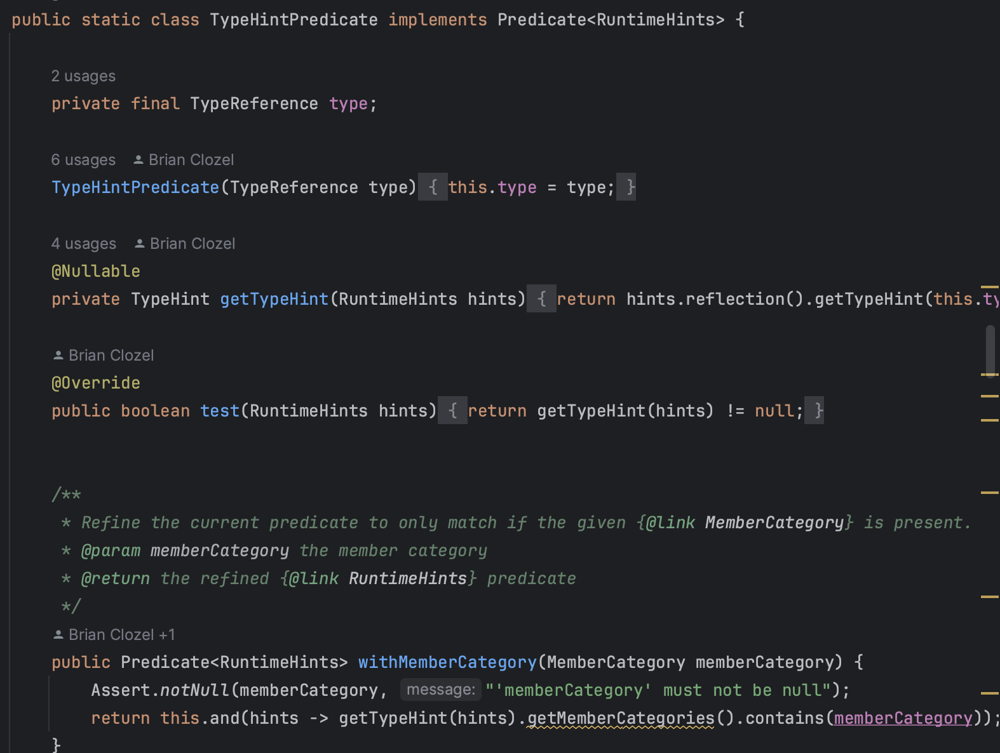 public static class TypeHintPredicate implements Predicate<RuntimeHints> {
2 usages
private final TypeReference type;
6 usages Brian Clozel
TypeHintPredicate(TypeReference type) { this.type = type; }
4 usages Brian Clozel
@Nullable
private TypeHint getTypeHint(RuntimeHints hints) { return hints.reflection().getTypeHint(this.ty
Brian Clozel
@Override
public boolean test(RuntimeHints hints) { return getTypeHint(hints) != null; }
/**
* Refine the current predicate to only match if the given {@link MemberCategory} is present.
* @param memberCategory the member category
* @return the refined {@link RuntimeHints} predicate
*/
Brian Clozel +1
public Predicate<RuntimeHints> withMemberCategory(MemberCategory memberCategory) {
Assert.notNull(memberCategory, message: "'memberCategory' must not be null");
return this.and(hints -> getTypeHint(hints).getMemberCategories().contains(memberCategory));
}